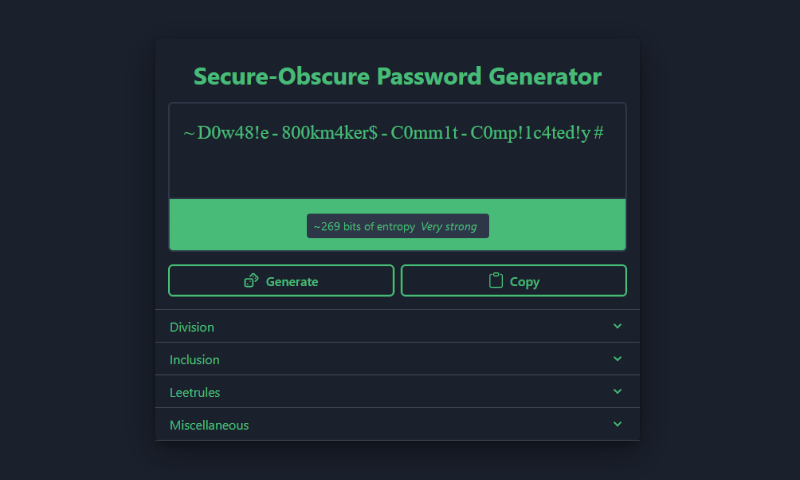 Secure-Obscure Password Generator
~D0w48!e-800km4ker$-C0mm1t-C0mp!1c4ted!y#
~269 bits of entropy Very strong
Generate
Copy
Division
Inclusion
Leetrules
Miscellaneous